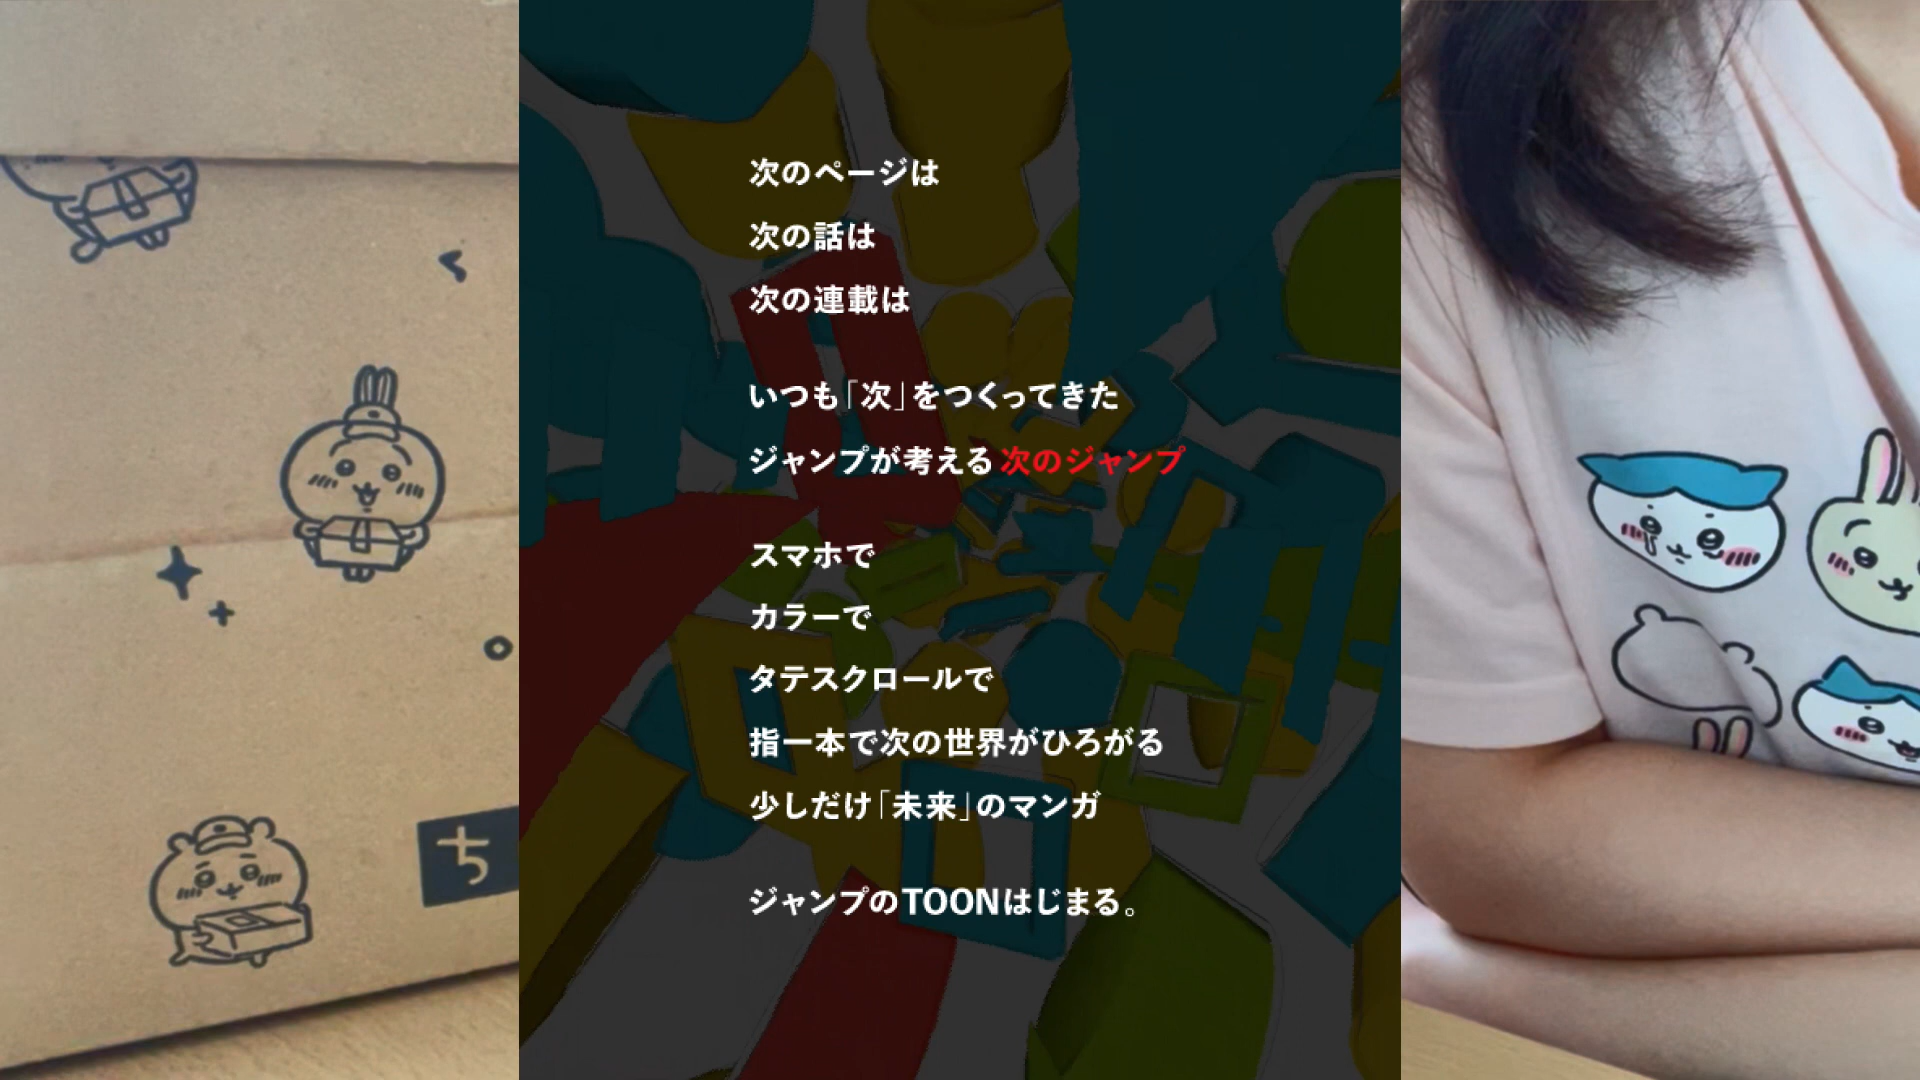 ち
次のページは
次の話は
次の連載は
いつも「次」をつくってきた
ジャンプが考える次のジャンプ
スマホで
カラーで
タテスクロールで
指一本で次の世界がひろがる
少しだけ「未来」のマンガ
ジャンプのTOONはじまる。